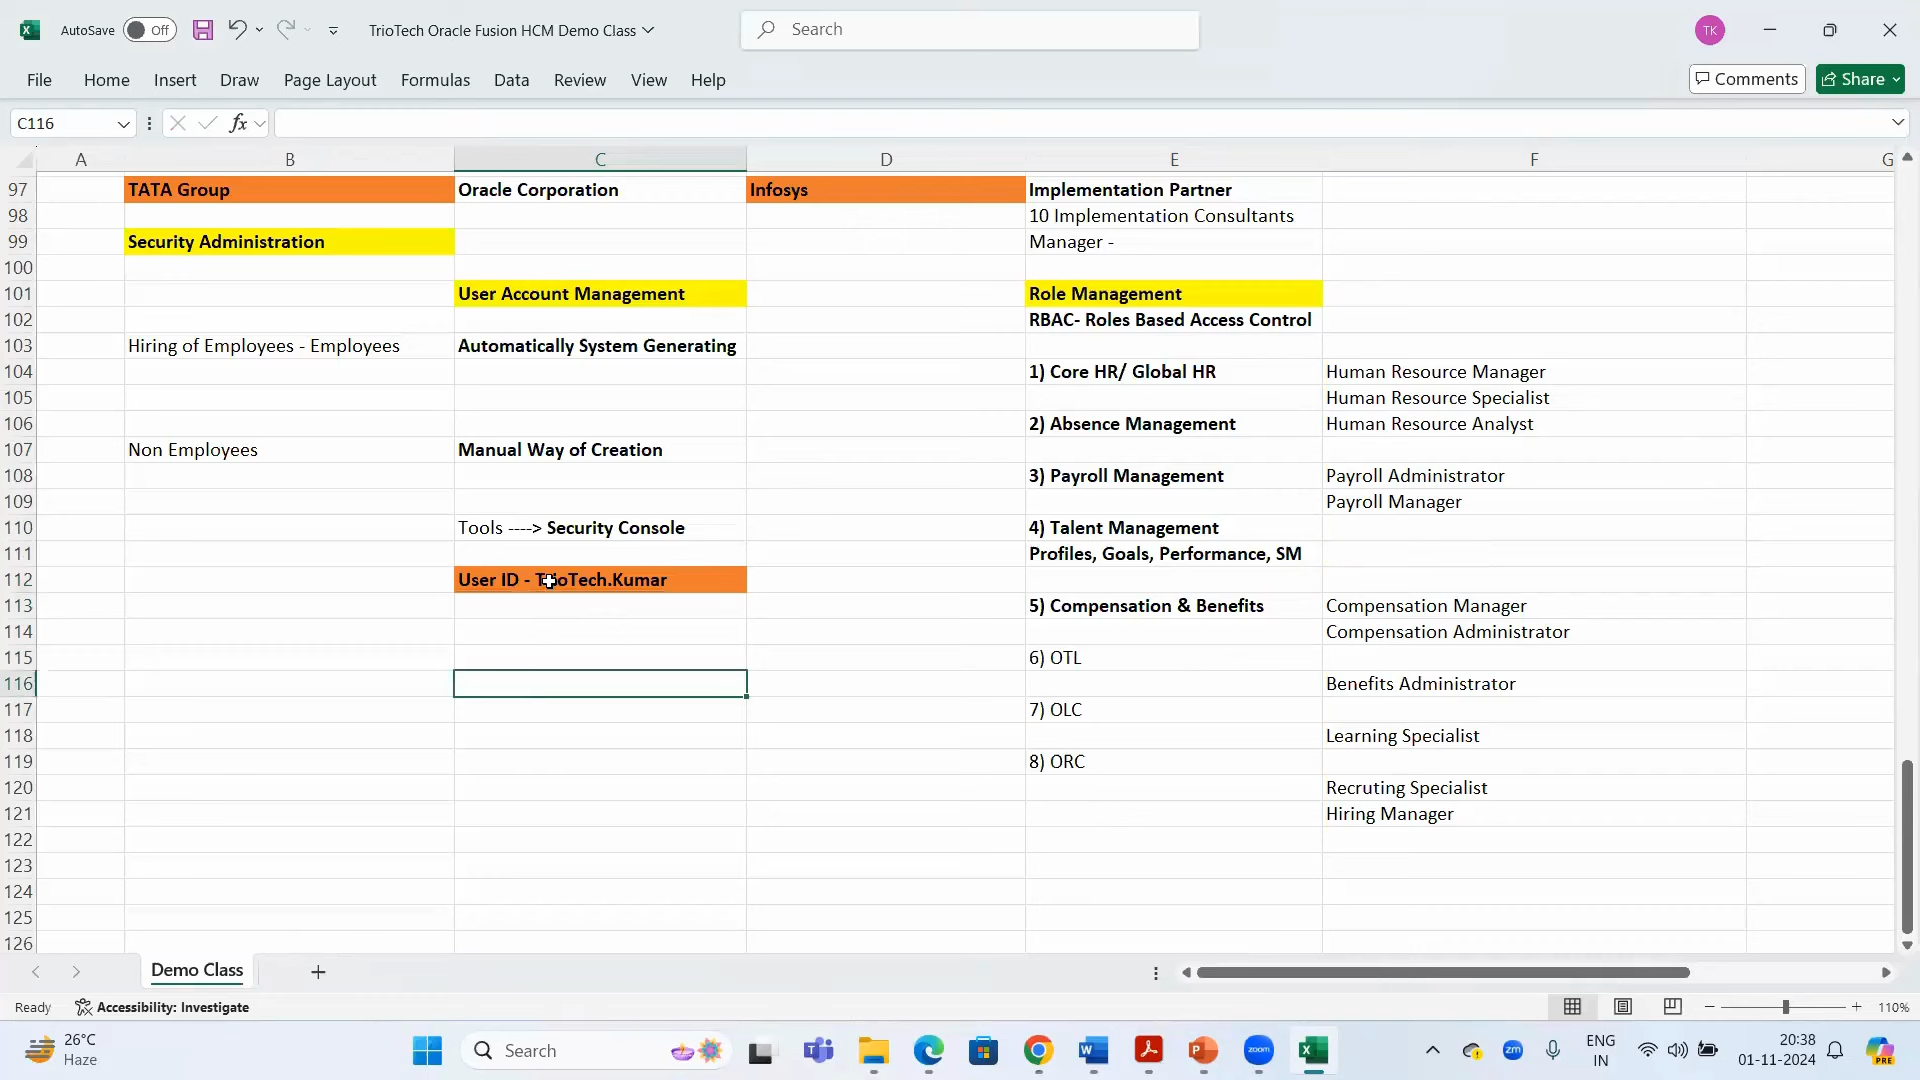 AutoSave Off TrioTech Oracle Fusion HCM Demo Class Search TK
File Home Insert Draw Page Layout Formulas Data Review View Help Comments Share
C116 fx
A B C D E F G
97 TATA Group Oracle Corporation Infosys Implementation Partner
98 10 Implementation Consultants
99 Security Administration Manager -
100
101 User Account Management Role Management
102 RBAC- Roles Based Access Control
103 Hiring of Employees - Employees Automatically System Generating
104 1) Core HR/ Global HR Human Resource Manager
105 Human Resource Specialist
106 2) Absence Management Human Resource Analyst
107 Non Employees Manual Way of Creation
108 3) Payroll Management Payroll Administrator
109 Payroll Manager
110 Tools ----> Security Console 4) Talent Management
111 Profiles, Goals, Performance, SM
112 User ID - TrioTech.Kumar
113 5) Compensation & Benefits Compensation Manager
114 Compensation Administrator
115 6) OTL
116 Benefits Administrator
117 7) OLC
118 Learning Specialist
119 8) ORC
120 Recruting Specialist
121 Hiring Manager
122
123
124
125
126
Demo Class
Ready Accessibility: Investigate 110%
26°C
Haze
Search
zoom
zm
ENG
IN
20:38
01-11-2024
PRE